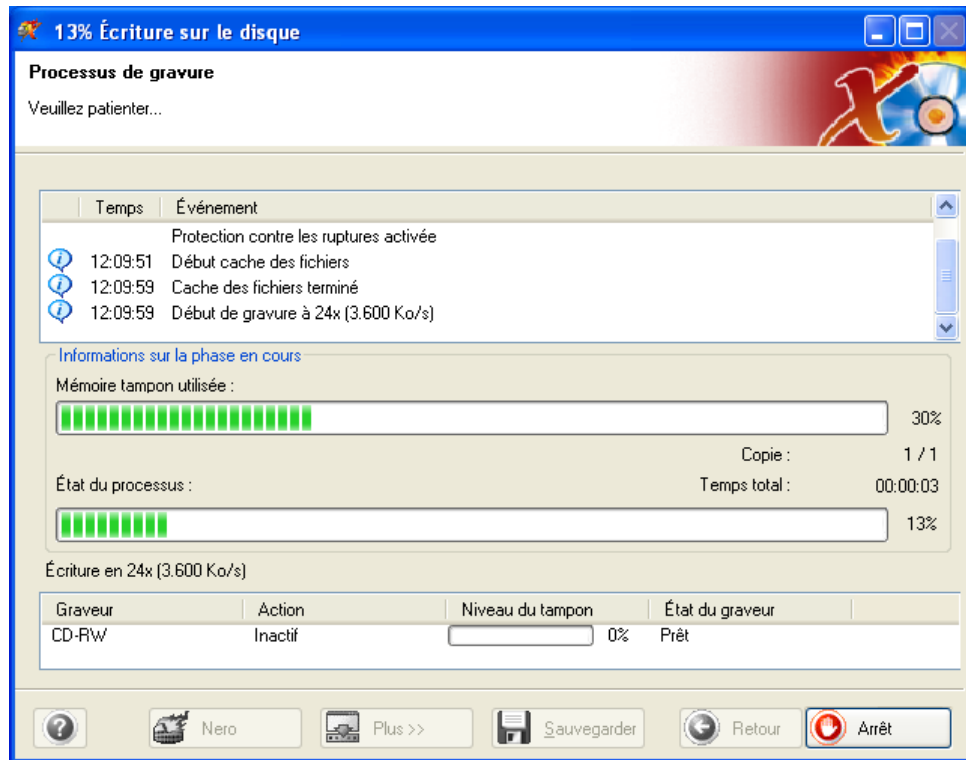 13% Écriture sur le disque
Processus de gravure
Veuillez patienter...
Temps Événement
Protection contre les ruptures activée
12:09:51 Début cache des fichiers
12:09:59 Cache des fichiers terminé
12:09:59 Début de gravure à 24x (3.600 Ko/s)
Informations sur la phase en cours
Mémoire tampon utilisée :
30%
Copie : 1 / 1
État du processus : Temps total : 00:00:03
13%
Écriture en 24x (3.600 Ko/s)
Graveur Action Niveau du tampon État du graveur
CD-RW Inactif 0% Prêt
Nero Plus >> Sauvegarder Retour Arrêt